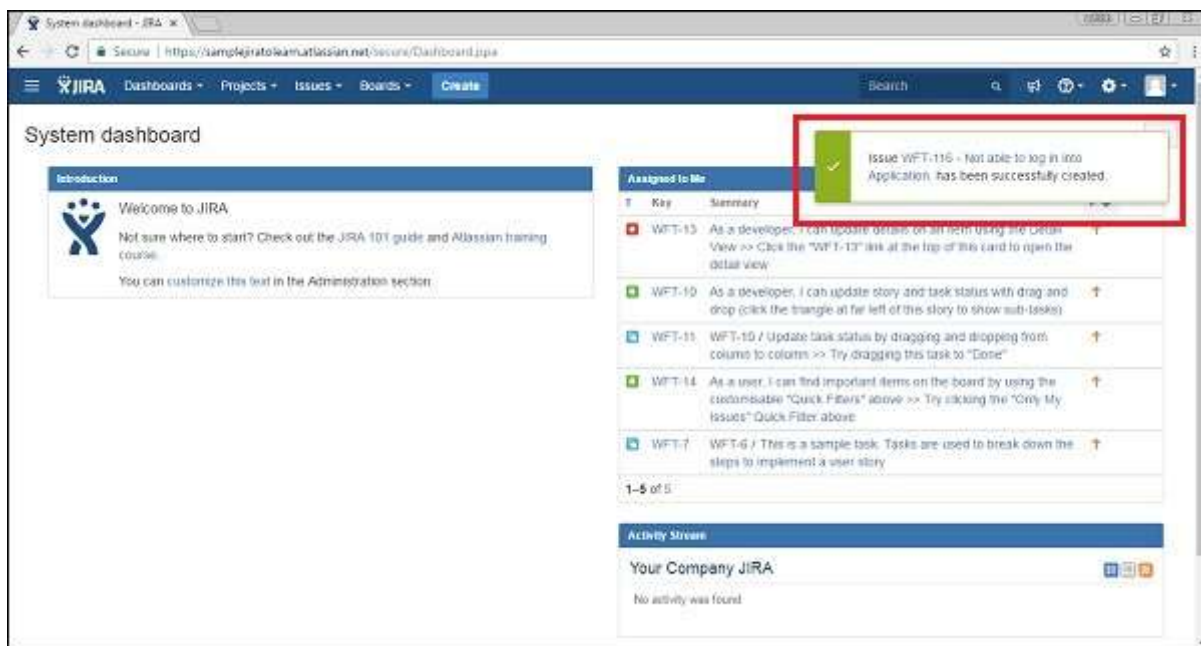 System dashboard - JIRA
Secure | https://samplejiratolearn.atlassian.net/secure/Dashboard.jspa
JIRA Dashboards Projects Issues Boards Create Search
System dashboard
Issue WFT-116 - Not able to log in into
Application. has been successfully created.
Introduction
Welcome to JIRA
Not sure where to start? Check out the JIRA 101 guide and Atlassian training
course.
You can customize this text in the Administration section.
Assigned to Me
T Key Summary
WFT-13 As a developer, I can update details on an item using the Detail
View >> Click the "WFT-13" link at the top of this card to open the
detail view
WFT-10 As a developer, I can update story and task status with drag and
drop (click the triangle at far left of this story to show sub-tasks)
WFT-11 WFT-10 / Update task status by dragging and dropping from
column to column >> Try dragging this task to "Done"
WFT-14 As a user, I can find important items on the board by using the
customisable "Quick Filters" above >> Try clicking the "Only My
Issues" Quick Filter above
WFT-7 WFT-6 / This is a sample task. Tasks are used to break down the
steps to implement a user story
1–5 of 5
Activity Stream
Your Company JIRA
No activity was found